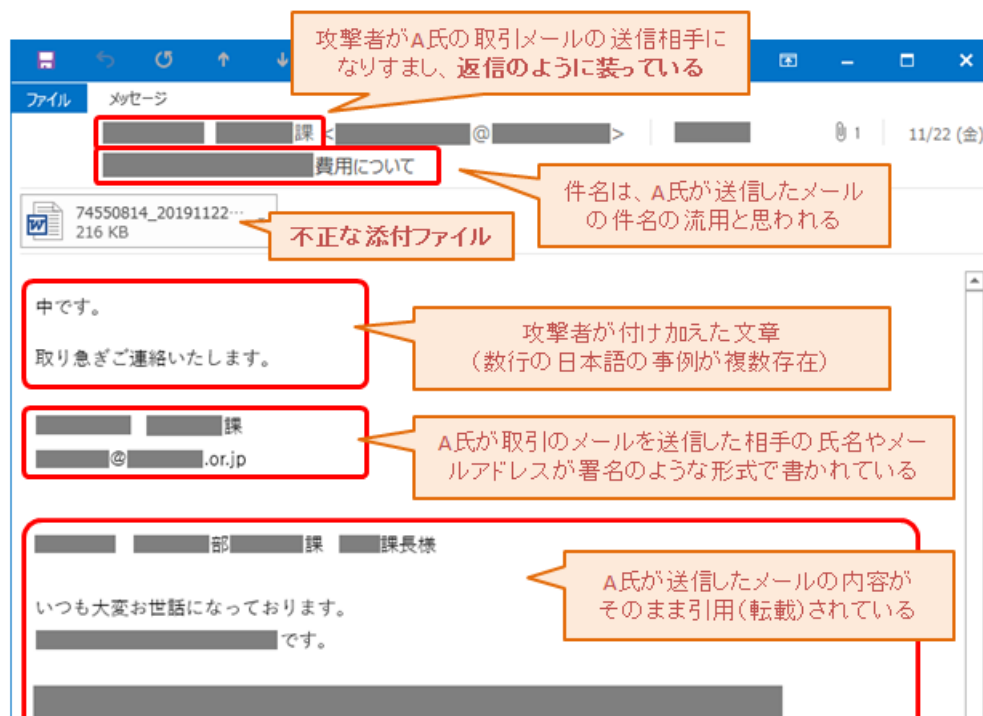 攻撃者がA氏の取引メールの送信相手に
なりすまし、返信のように装っている
ファイル メッセージ
課 < @ > 1 11/22 (金)
費用について
件名は、A氏が送信したメール
の件名の流用と思われる
74550814_20191122…
216 KB
不正な添付ファイル
中です。
取り急ぎご連絡いたします。
攻撃者が付け加えた文章
(数行の日本語の事例が複数存在)
課
@ .or.jp
A氏が取引のメールを送信した相手の氏名やメー
ルアドレスが署名のような形式で書かれている
部 課 課長様
A氏が送信したメールの内容が
そのまま引用(転載)されている
いつも大変お世話になっております。
です。